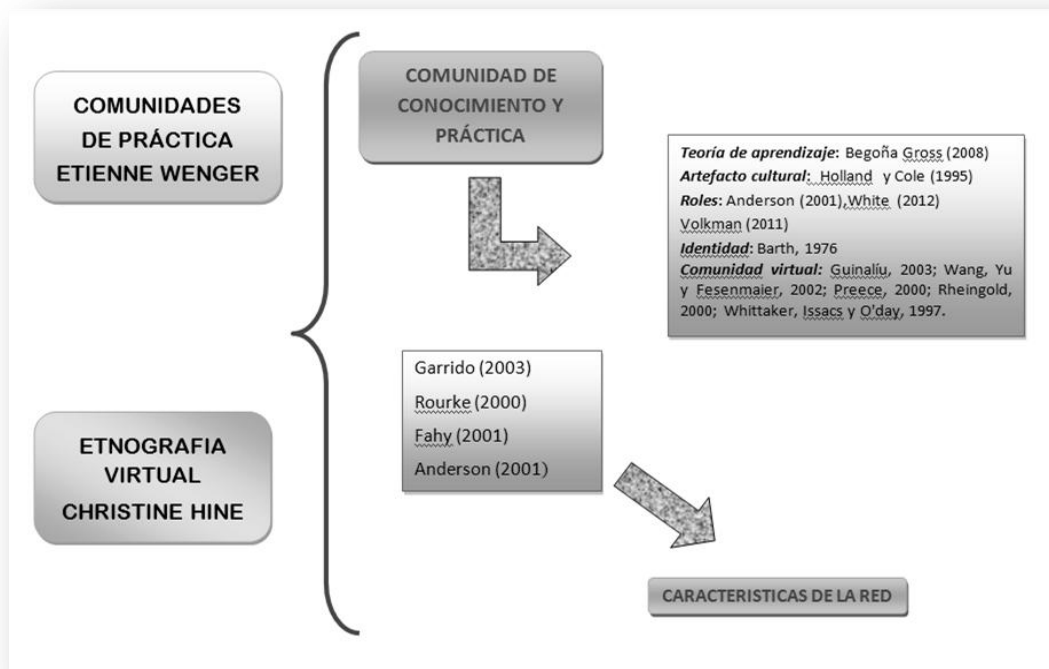 COMUNIDADES
DE PRÁCTICA
ETIENNE WENGER
ETNOGRAFIA
VIRTUAL
CHRISTINE HINE
COMUNIDAD DE
CONOCIMIENTO Y
PRÁCTICA
Teoría de aprendizaje: Begoña Gross (2008)
Artefacto cultural: Holland y Cole (1995)
Roles: Anderson (2001),White (2012)
Volkman (2011)
Identidad: Barth, 1976
Comunidad virtual: Guinalíu, 2003; Wang, Yu
y Fesenmaier, 2002; Preece, 2000; Rheingold,
2000; Whittaker, Issacs y O'day, 1997.
Garrido (2003)
Rourke (2000)
Fahy (2001)
Anderson (2001)
CARACTERISTICAS DE LA RED